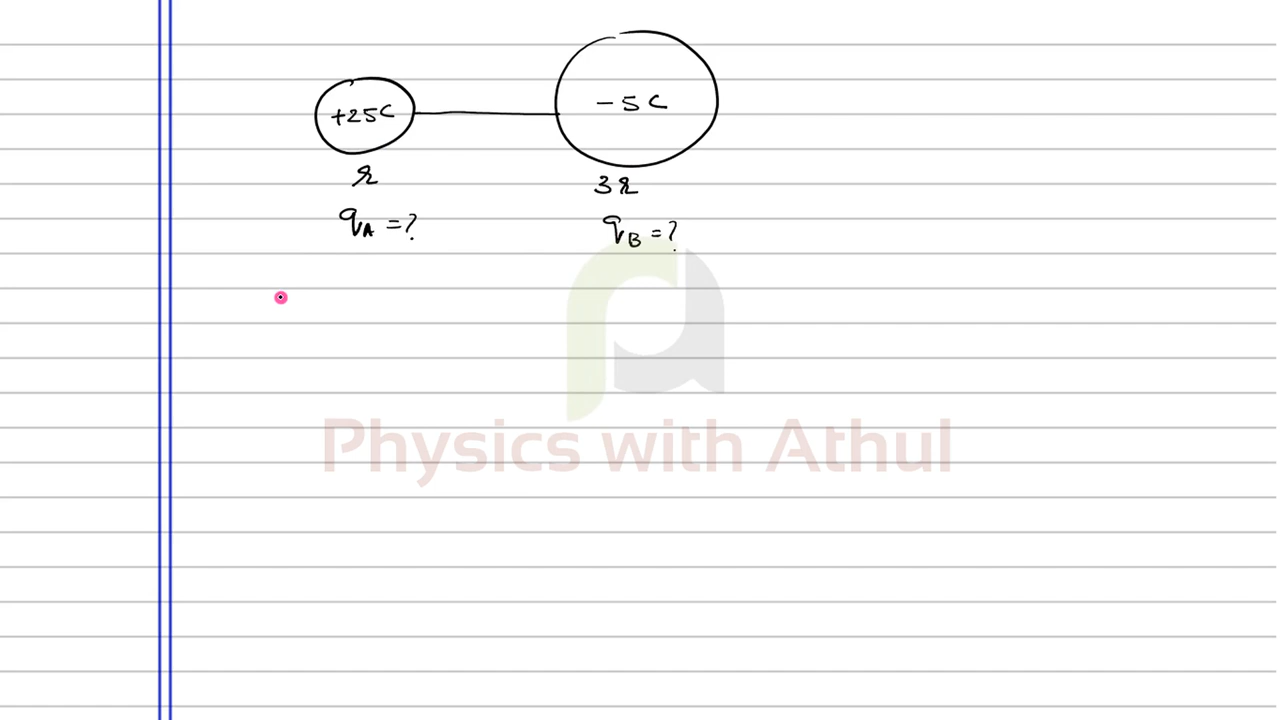 +25C
-5C
r
3r
qA = ?
qB = ?
Physics with Athul